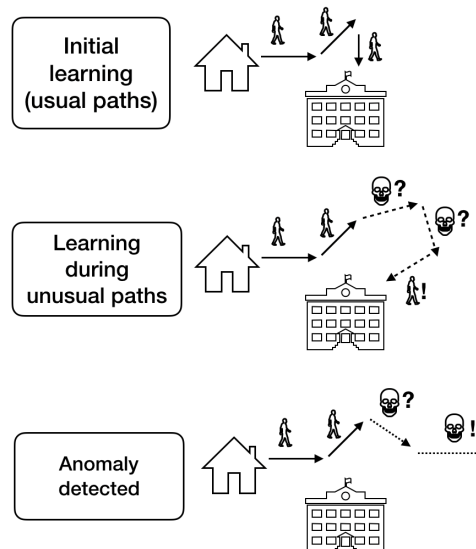 Initial
learning
(usual paths)
?
?
Learning
during
unusual paths
!
?
!
Anomaly
detected